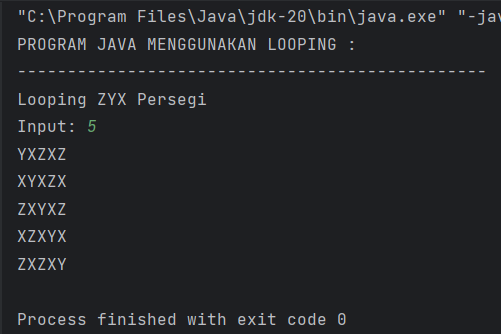 "C:\Program Files\Java\jdk-20\bin\java.exe" "-jav
PROGRAM JAVA MENGGUNAKAN LOOPING :
-----------------------------------------------
Looping ZYX Persegi
Input: 5
YXZXZ
XYXZX
ZXYXZ
XZXYX
ZXZXY
Process finished with exit code 0